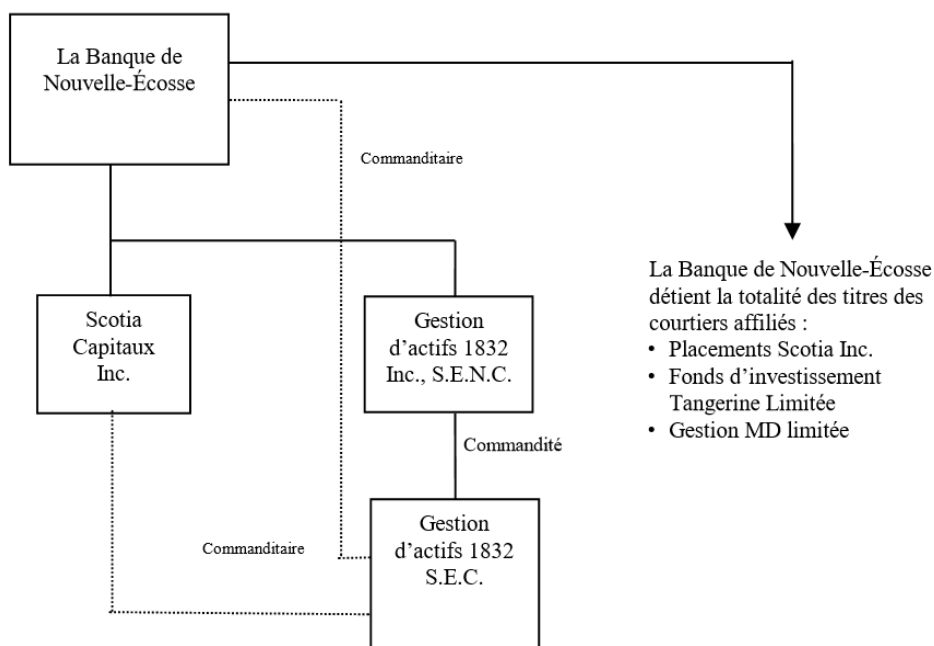 La Banque de
Nouvelle-Écosse
Commanditaire
Scotia
Capitaux
Inc.
Gestion
d'actifs 1832
Inc., S.E.N.C.
La Banque de Nouvelle-Écosse
détient la totalité des titres des
courtiers affiliés :
• Placements Scotia Inc.
• Fonds d’investissement
Tangerine Limitée
• Gestion MD limitée
Commandité
Commanditaire
Gestion
d’actifs 1832
S.E.C.